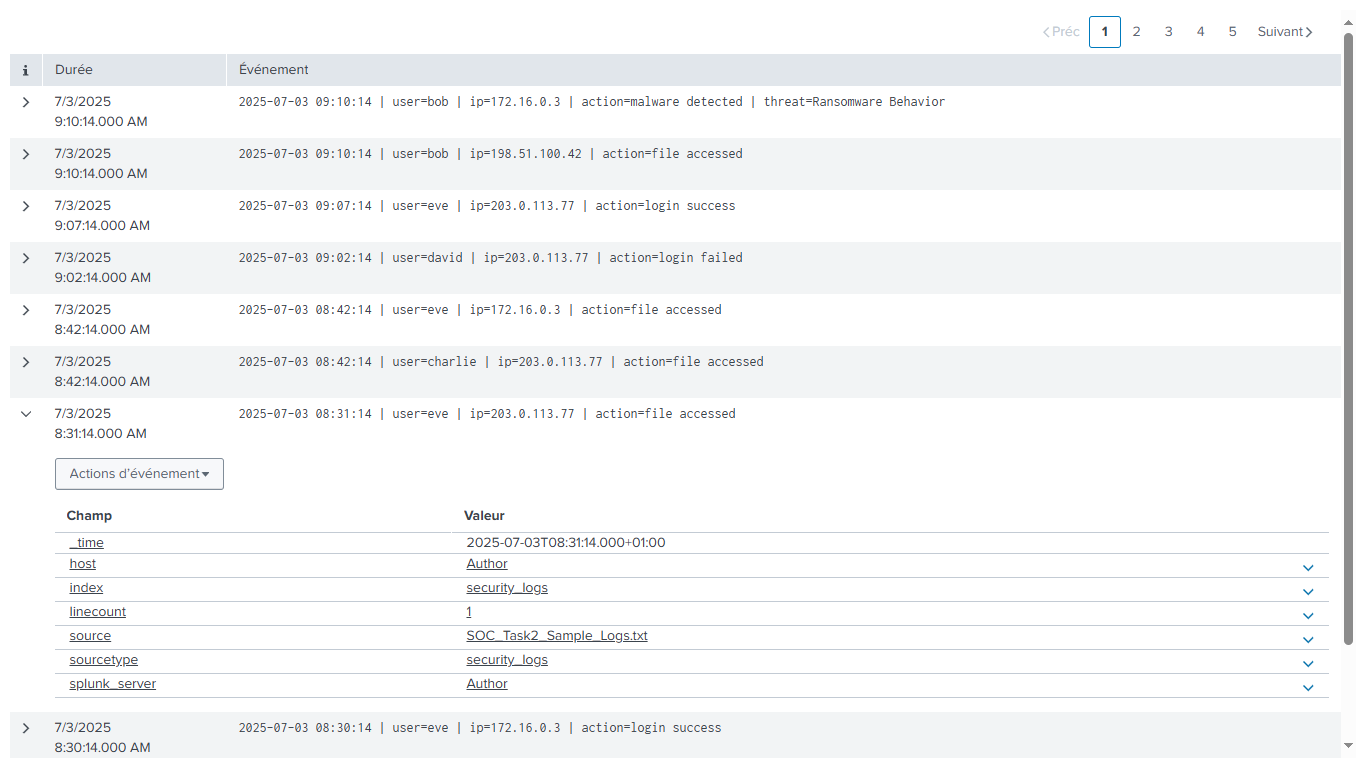 Préc 1 2 3 4 5 Suivant
i Durée Événement
7/3/2025 2025-07-03 09:10:14 | user=bob | ip=172.16.0.3 | action=malware detected | threat=Ransomware Behavior
9:10:14.000 AM
7/3/2025 2025-07-03 09:10:14 | user=bob | ip=198.51.100.42 | action=file accessed
9:10:14.000 AM
7/3/2025 2025-07-03 09:07:14 | user=eve | ip=203.0.113.77 | action=login success
9:07:14.000 AM
7/3/2025 2025-07-03 09:02:14 | user=david | ip=203.0.113.77 | action=login failed
9:02:14.000 AM
7/3/2025 2025-07-03 08:42:14 | user=eve | ip=172.16.0.3 | action=file accessed
8:42:14.000 AM
7/3/2025 2025-07-03 08:42:14 | user=charlie | ip=203.0.113.77 | action=file accessed
8:42:14.000 AM
7/3/2025 2025-07-03 08:31:14 | user=eve | ip=203.0.113.77 | action=file accessed
8:31:14.000 AM
Actions d'événement
Champ Valeur
_time 2025-07-03T08:31:14.000+01:00
host Author
index security_logs
linecount 1
source SOC_Task2_Sample_Logs.txt
sourcetype security_logs
splunk_server Author
7/3/2025 2025-07-03 08:30:14 | user=eve | ip=172.16.0.3 | action=login success
8:30:14.000 AM